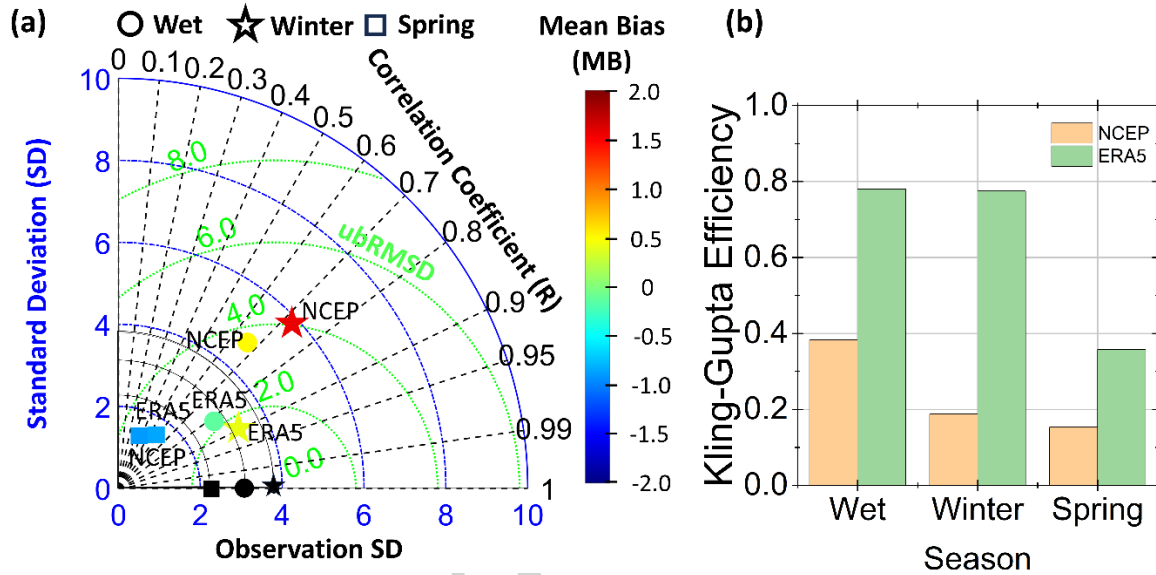 (a)
Wet
Winter
Spring
Mean Bias
(MB)
(b)
0
0.1
0.2
0.3
0.4
0.5
0.6
0.7
0.8
0.9
0.95
0.99
1
Correlation Coefficient (R)
Standard Deviation (SD)
10
8
6
4
2
0
8.0
6.0
4.0
2.0
0.0
ubRMSD
NCEP
NCEP
ERA5
ERA5
ERA5
NCEP
0
2
4
6
8
10
Observation SD
2.0
1.5
1.0
0.5
0
-0.5
-1.0
-1.5
-2.0
Kling-Gupta Efficiency
1.0
0.8
0.6
0.4
0.2
0.0
NCEP
ERA5
Wet
Winter
Spring
Season